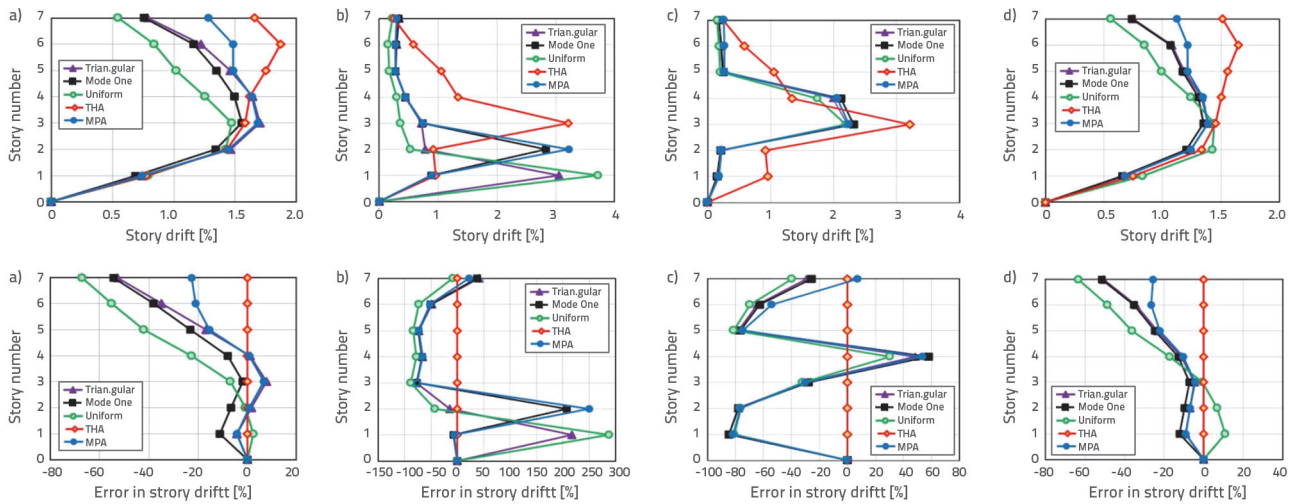 a)
7
6
5
4
3
2
1
0
Story number
Trian.gular
Mode One
Uniform
THA
MPA
0
0.5
1.0
1.5
2.0
Story drift [%]
b)
7
6
5
4
3
2
1
0
Story number
Trian.gular
Mode One
Uniform
THA
MPA
0
1
2
3
4
Story drift [%]
c)
7
6
5
4
3
2
1
0
Story number
Trian.gular
Mode One
Uniform
THA
MPA
0
1
2
3
4
Story drift [%]
d)
7
6
5
4
3
2
1
0
Story number
Trian.gular
Mode One
Uniform
THA
MPA
0
0.5
1.0
1.5
2.0
Story drift [%]
a)
7
6
5
4
3
2
1
0
Story number
Trian.gular
Mode One
Uniform
THA
MPA
-80
-60
-40
-20
0
20
Error in strory driftt [%]
b)
7
6
5
4
3
2
1
0
Story number
Trian.gular
Mode One
Uniform
THA
MPA
-150
-100
-50
0
50
100
150
200
250
300
Error in strory driftt [%]
c)
7
6
5
4
3
2
1
0
Story number
Trian.gular
Mode One
Uniform
THA
MPA
-100
-80
-60
-40
-20
0
20
40
60
80
Error in strory driftt [%]
d)
7
6
5
4
3
2
1
0
Story number
Trian.gular
Mode One
Uniform
THA
MPA
-80
-60
-40
-20
0
20
40
Error in strory driftt [%]